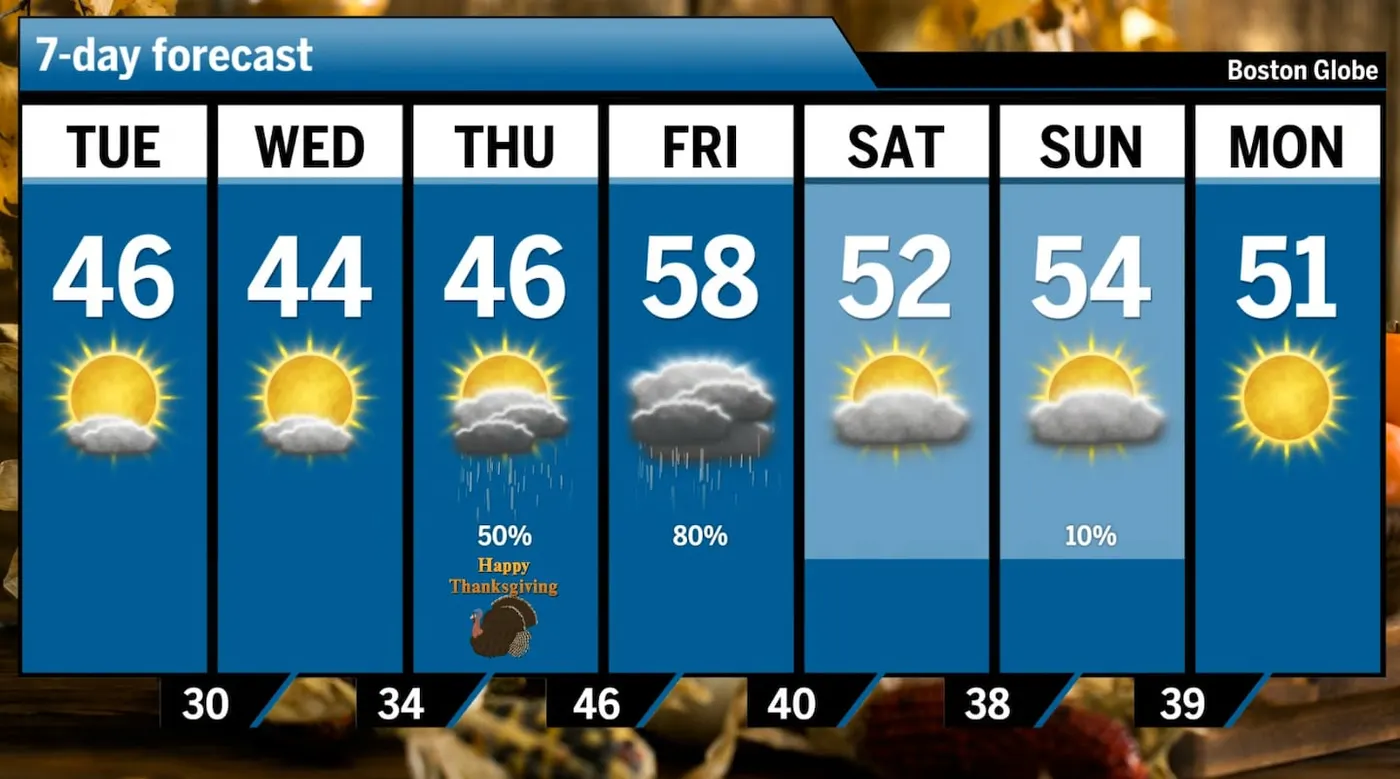 7-day forecast
Boston Globe
TUE WED THU FRI SAT SUN MON
46 44 46 58 52 54 51
50% 80% 10%
Happy
Thanksgiving
30 34 46 40 38 39